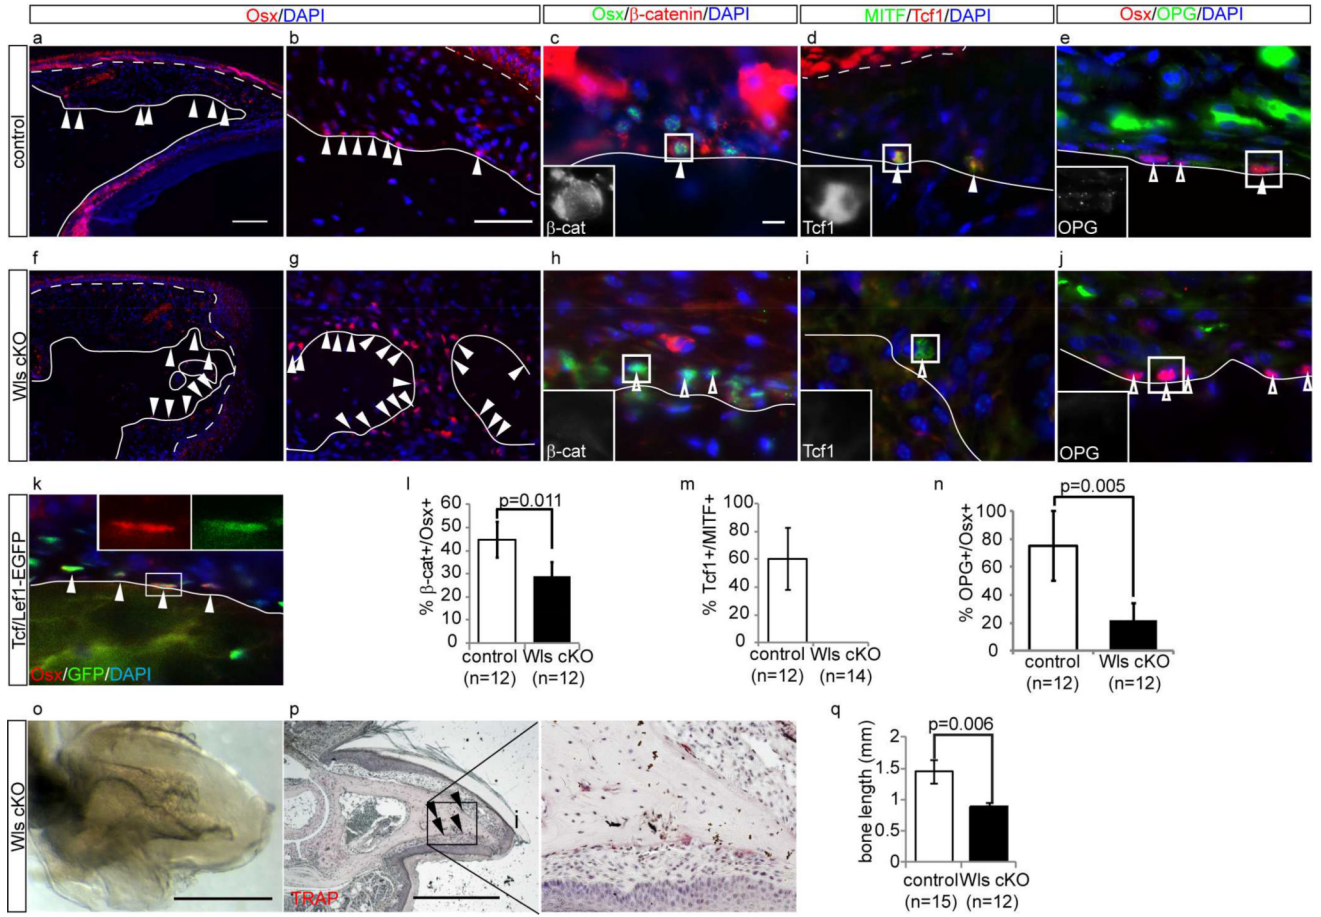 Osx/DAPI
Osx/β-catenin/DAPI
MITF/Tcf1/DAPI
Osx/OPG/DAPI
control
a
b
c
d
e
β-cat
Tcf1
OPG
Wls cKO
f
g
h
i
j
β-cat
Tcf1
OPG
Tcf/Lef1-EGFP
k
Osx/GFP/DAPI
l
% β-cat+/Osx+
60
50
40
30
20
10
0
p=0.011
control Wls cKO
(n=12) (n=12)
m
% Tcf1+/MITF+
100
80
60
40
20
0
control Wls cKO
(n=12) (n=14)
n
% OPG+/Osx+
100
80
60
40
20
0
p=0.005
control Wls cKO
(n=12) (n=12)
Wls cKO
o
p
TRAP
i
q
bone length (mm)
2
1.5
1
0.5
0
p=0.006
control Wls cKO
(n=15) (n=12)